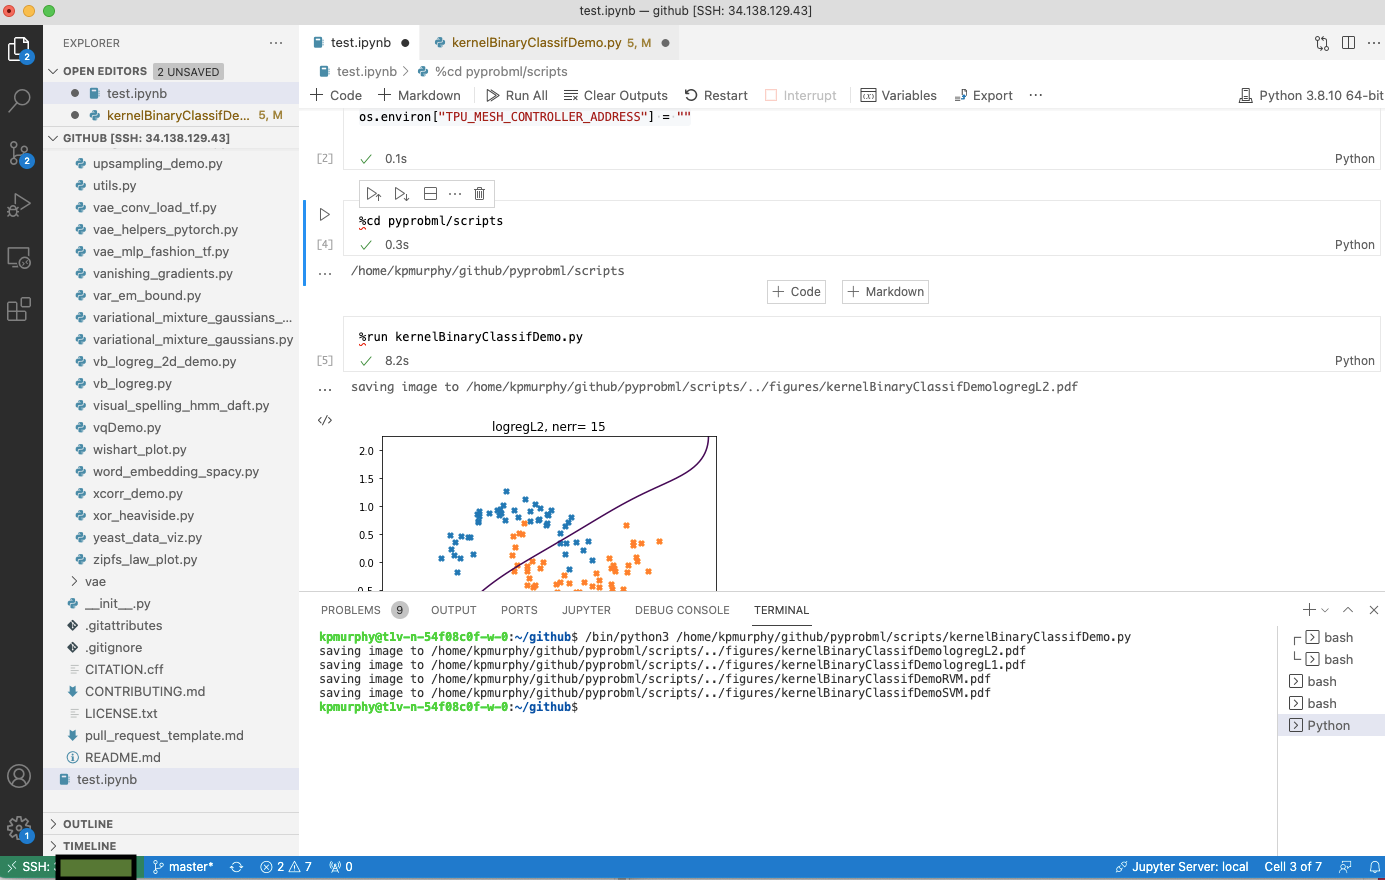 test.ipynb — github [SSH: 34.138.129.43]
EXPLORER
OPEN EDITORS 2 UNSAVED
test.ipynb
kernelBinaryClassifDe... 5, M
GITHUB [SSH: 34.138.129.43]
upsampling_demo.py
utils.py
vae_conv_load_tf.py
vae_helpers_pytorch.py
vae_mlp_fashion_tf.py
vanishing_gradients.py
var_em_bound.py
variational_mixture_gaussians_...
variational_mixture_gaussians.py
vb_logreg_2d_demo.py
vb_logreg.py
visual_spelling_hmm_daft.py
vqDemo.py
wishart_plot.py
word_embedding_spacy.py
xcorr_demo.py
xor_heaviside.py
yeast_data_viz.py
zipfs_law_plot.py
vae
__init__.py
.gitattributes
.gitignore
CITATION.cff
CONTRIBUTING.md
LICENSE.txt
pull_request_template.md
README.md
test.ipynb
OUTLINE
TIMELINE
2
2
1
test.ipynb
kernelBinaryClassifDemo.py 5, M
test.ipynb > %cd pyprobml/scripts
+ Code + Markdown Run All Clear Outputs Restart Interrupt Variables Export ... Python 3.8.10 64-bit
os.environ["TPU_MESH_CONTROLLER_ADDRESS"] = ""
[2] ✓ 0.1s Python
%cd pyprobml/scripts
[4] ✓ 0.3s Python
... /home/kpmurphy/github/pyprobml/scripts
+ Code + Markdown
%run kernelBinaryClassifDemo.py
[5] ✓ 8.2s Python
... saving image to /home/kpmurphy/github/pyprobml/scripts/../figures/kernelBinaryClassifDemologregL2.pdf
</>
logregL2, nerr= 15
2.0
1.5
1.0
0.5
0.0
PROBLEMS 9 OUTPUT PORTS JUPYTER DEBUG CONSOLE TERMINAL
kpmurphy@t1v-n-54f08c0f-w-0:~/github$ /bin/python3 /home/kpmurphy/github/pyprobml/scripts/kernelBinaryClassifDemo.py
saving image to /home/kpmurphy/github/pyprobml/scripts/../figures/kernelBinaryClassifDemologregL2.pdf
saving image to /home/kpmurphy/github/pyprobml/scripts/../figures/kernelBinaryClassifDemologregL1.pdf
saving image to /home/kpmurphy/github/pyprobml/scripts/../figures/kernelBinaryClassifDemoRVM.pdf
saving image to /home/kpmurphy/github/pyprobml/scripts/../figures/kernelBinaryClassifDemoSVM.pdf
kpmurphy@t1v-n-54f08c0f-w-0:~/github$
bash
bash
bash
bash
Python
SSH: master* 2 7 0 Jupyter Server: local Cell 3 of 7